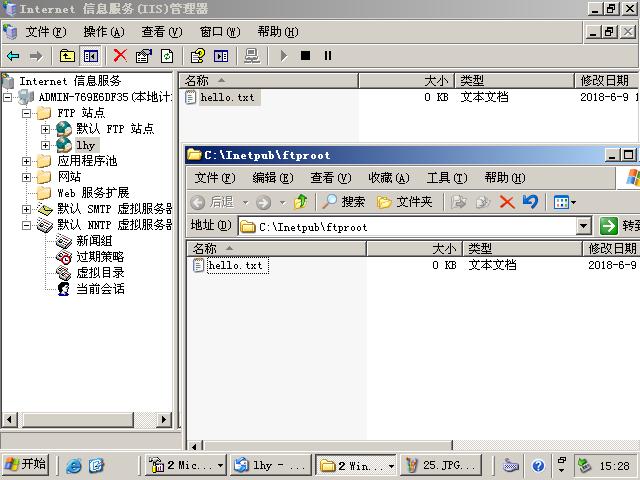 Internet 信息服务(IIS)管理器
文件(F) 操作(A) 查看(V) 窗口(W) 帮助(H)
Internet 信息服务
ADMIN-769E6DF35(本地计
FTP 站点
默认 FTP 站点
lhy
应用程序池
网站
Web 服务扩展
默认 SMTP 虚拟服务器
默认 NNTP 虚拟服务器
新闻组
过期策略
虚拟目录
当前会话
名称 大小 类型 修改日期
hello.txt 0 KB 文本文档 2018-6-9 1
C:\Inetpub\ftproot
文件(F) 编辑(E) 查看(V) 收藏(A) 工具(T) 帮助(H)
后退 搜索 文件夹
地址(D) C:\Inetpub\ftproot 转到
名称 大小 类型 修改日期
hello.txt 0 KB 文本文档 2018-6-9
开始 2 Mic... lhy - ... 2 Win... 25.JPG... 15:28